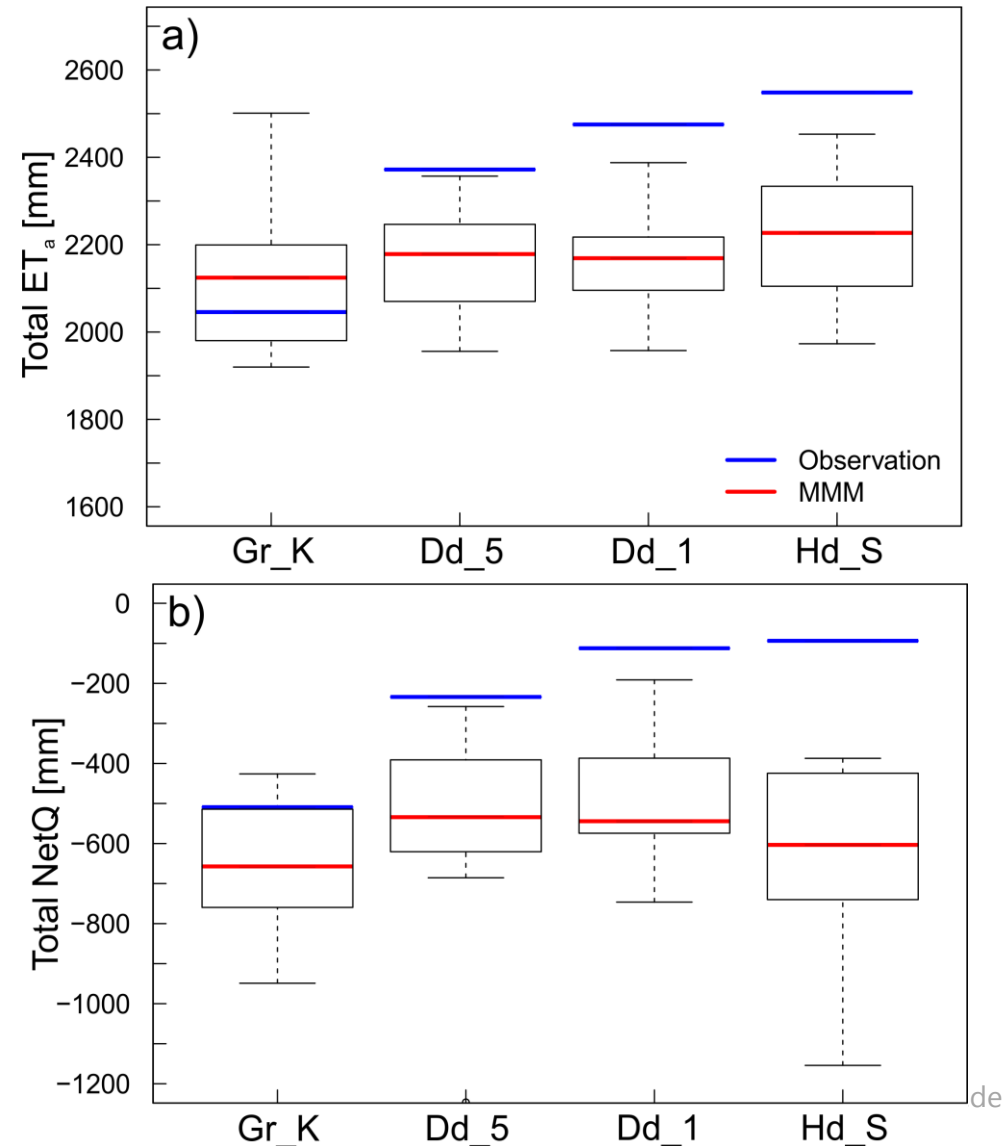 a)
Total ETa [mm]
2600
2400
2200
2000
1800
1600
Observation
MMM
Gr_K Dd_5 Dd_1 Hd_S
b)
Total NetQ [mm]
0
−200
−400
−600
−800
−1000
−1200
Gr_K Dd_5 Dd_1 Hd_S
de